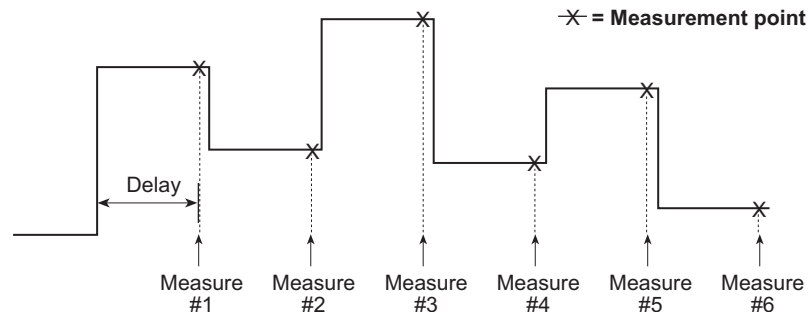 X = Measurement point
Delay
Measure #1
Measure #2
Measure #3
Measure #4
Measure #5
Measure #6